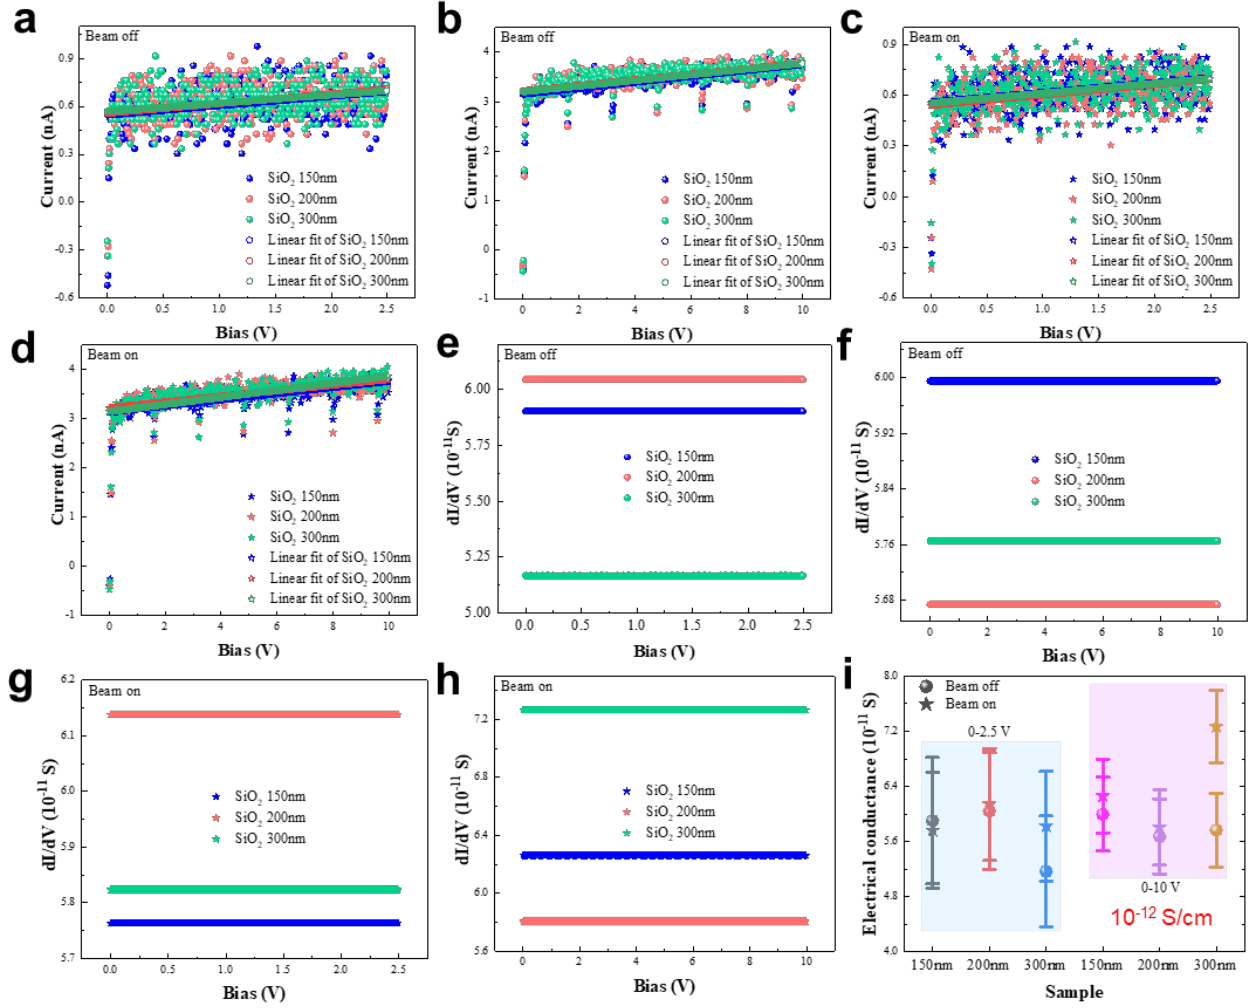 a
Beam off
0.9
0.6
0.3
0.0
-0.3
-0.6
Current (nA)
SiO₂ 150nm
SiO₂ 200nm
SiO₂ 300nm
Linear fit of SiO₂ 150nm
Linear fit of SiO₂ 200nm
Linear fit of SiO₂ 300nm
0.0 0.5 1.0 1.5 2.0 2.5
Bias (V)
b
Beam off
4
3
2
1
0
-1
Current (nA)
SiO₂ 150nm
SiO₂ 200nm
SiO₂ 300nm
Linear fit of SiO₂ 150nm
Linear fit of SiO₂ 200nm
Linear fit of SiO₂ 300nm
0 2 4 6 8 10
Bias (V)
c
Beam on
0.9
0.6
0.3
0.0
-0.3
-0.6
Current (nA)
SiO₂ 150nm
SiO₂ 200nm
SiO₂ 300nm
Linear fit of SiO₂ 150nm
Linear fit of SiO₂ 200nm
Linear fit of SiO₂ 300nm
0.0 0.5 1.0 1.5 2.0 2.5
Bias (V)
d
Beam on
4
3
2
1
0
-1
Current (nA)
SiO₂ 150nm
SiO₂ 200nm
SiO₂ 300nm
Linear fit of SiO₂ 150nm
Linear fit of SiO₂ 200nm
Linear fit of SiO₂ 300nm
0 2 4 6 8 10
Bias (V)
e
Beam off
6.00
5.75
5.50
5.25
5.00
dI/dV (10⁻¹¹S)
SiO₂ 150nm
SiO₂ 200nm
SiO₂ 300nm
0.0 0.5 1.0 1.5 2.0 2.5
Bias (V)
f
Beam off
6.00
5.92
5.84
5.76
5.68
dI/dV (10⁻¹¹ S)
SiO₂ 150nm
SiO₂ 200nm
SiO₂ 300nm
0 2 4 6 8 10
Bias (V)
g
Beam on
6.2
6.1
6.0
5.9
5.8
5.7
dI/dV (10⁻¹¹ S)
SiO₂ 150nm
SiO₂ 200nm
SiO₂ 300nm
0.0 0.5 1.0 1.5 2.0 2.5
Bias (V)
h
Beam on
7.2
6.8
6.4
6.0
5.6
dI/dV (10⁻¹¹ S)
SiO₂ 150nm
SiO₂ 200nm
SiO₂ 300nm
0 2 4 6 8 10
Bias (V)
i
8.0
7.2
6.4
5.6
4.8
4.0
Electrical conductance (10⁻¹¹ S)
Beam off
Beam on
0-2.5 V
0-10 V
10⁻¹² S/cm
150nm 200nm 300nm 150nm 200nm 300nm
Sample